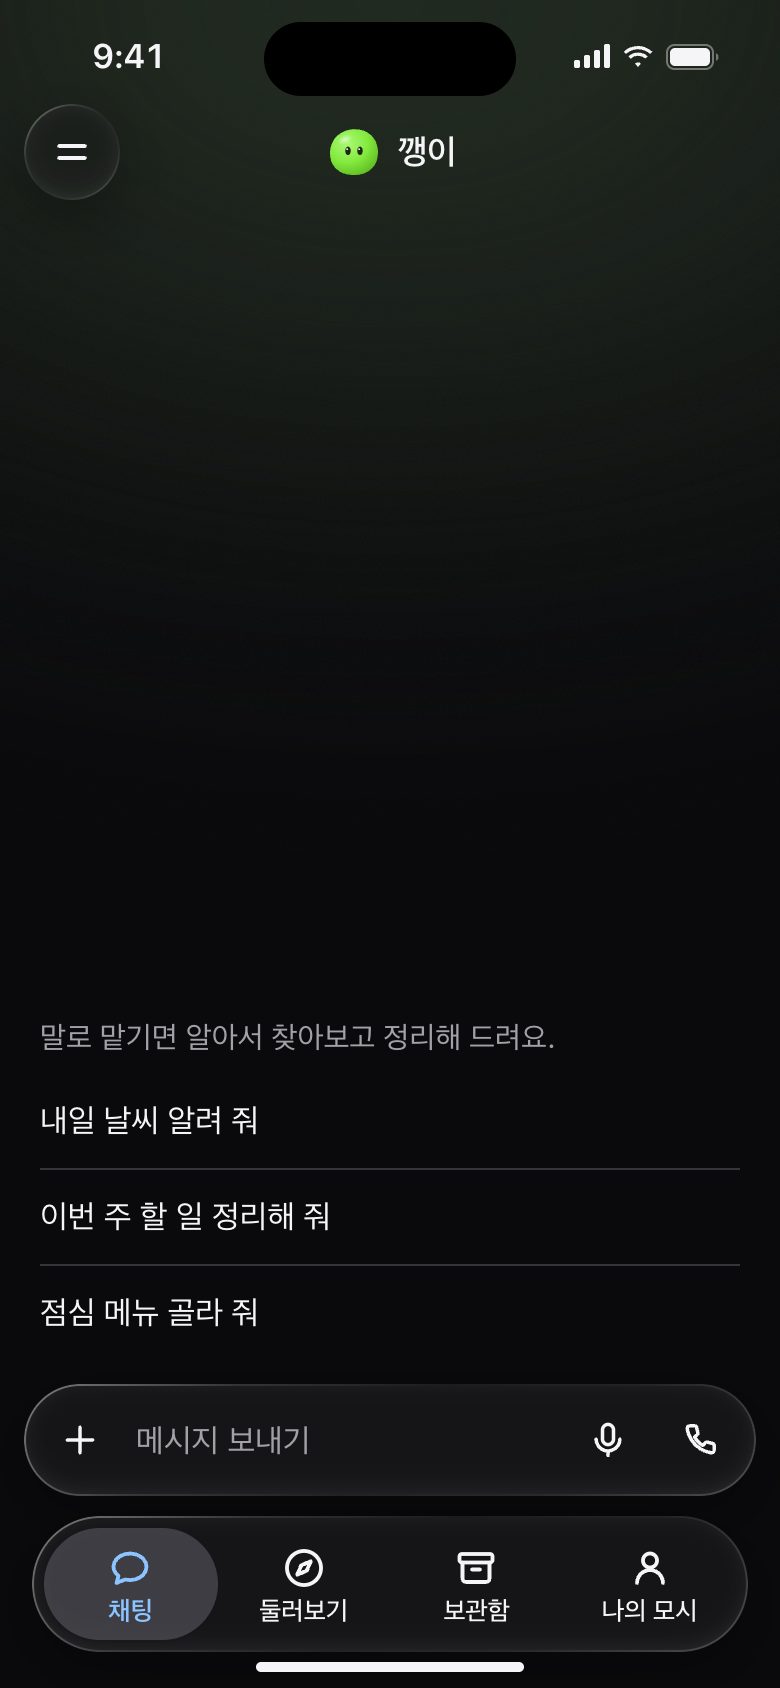 9:41
깽이
말로 맡기면 알아서 찾아보고 정리해 드려요.
내일 날씨 알려 줘
이번 주 할 일 정리해 줘
점심 메뉴 골라 줘
메시지 보내기
채팅
둘러보기
보관함
나의 모시